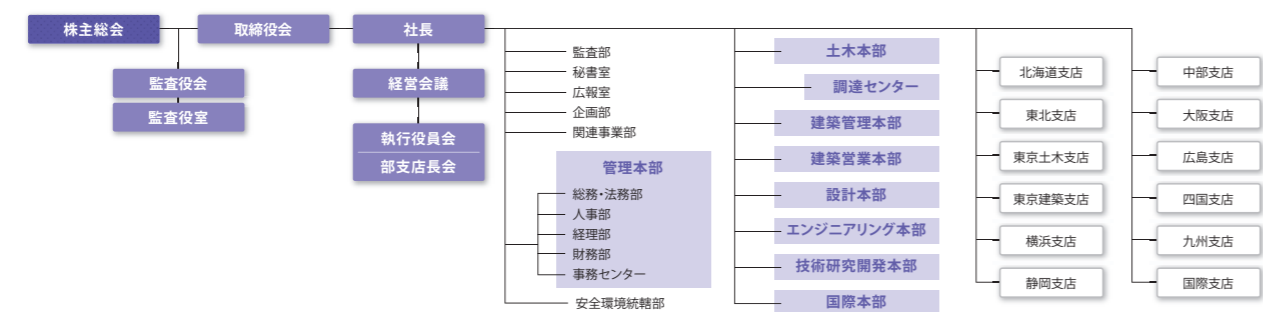 株主総会
取締役会
社長
監査役会
監査役室
経営会議
執行役員会
部支店長会
監査部
秘書室
広報室
企画部
関連事業部
管理本部
総務・法務部
人事部
経理部
財務部
事務センター
安全環境統轄部
土木本部
調達センター
建築管理本部
建築営業本部
設計本部
エンジニアリング本部
技術研究開発本部
国際本部
北海道支店
東北支店
東京土木支店
東京建築支店
横浜支店
静岡支店
中部支店
大阪支店
広島支店
四国支店
九州支店
国際支店